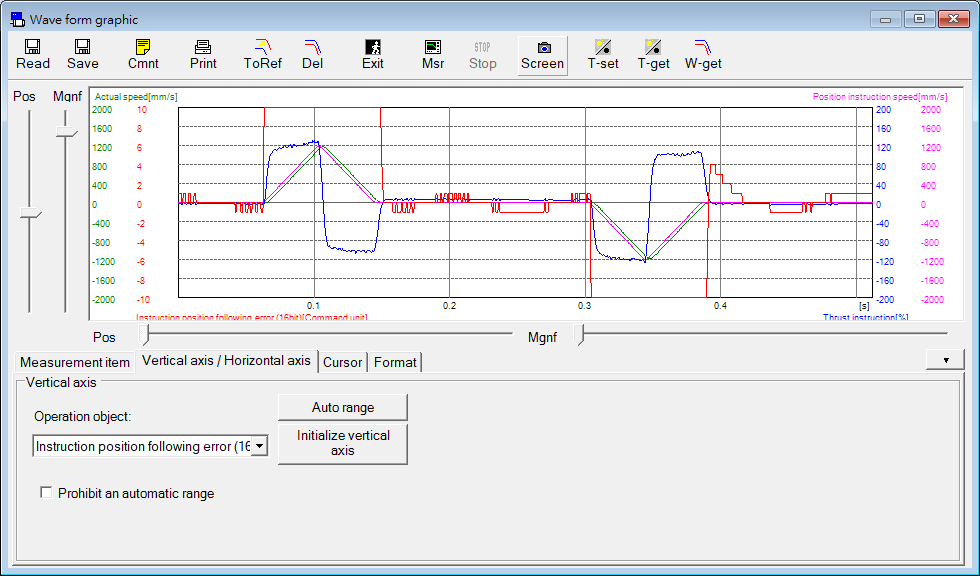 Wave form graphic
Read Save Cmnt Print ToRef Del Exit Msr STOP Stop Screen T-set T-get W-get
Pos Mgnf
Actual speed[mm/s] Position instruction speed[mm/s]
2000 10 200 2000
1600 8 160 1600
1200 6 120 1200
800 4 80 800
400 2 40 400
0 0 0 0
-400 -2 -40 -400
-800 -4 -80 -800
-1200 -6 -120 -1200
-1600 -8 -160 -1600
-2000 -10 -200 -2000
0.1 0.2 0.3 0.4 [s]
Instruction position following error (16bit)[Command unit] Thrust instruction[%]
Pos Mgnf
Measurement item Vertical axis / Horizontal axis Cursor Format
Vertical axis
Operation object:
Auto range
Instruction position following error (16
Initialize vertical
axis
Prohibit an automatic range